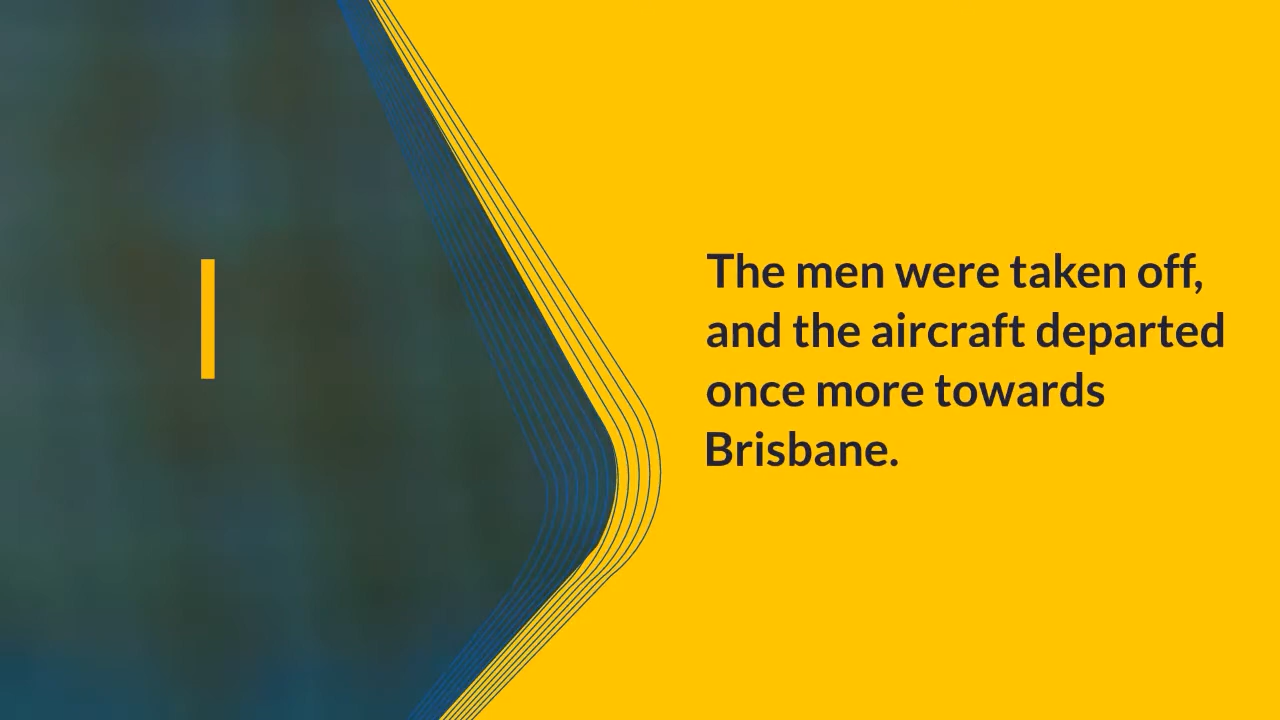 The men were taken off,
and the aircraft departed
once more towards
Brisbane.